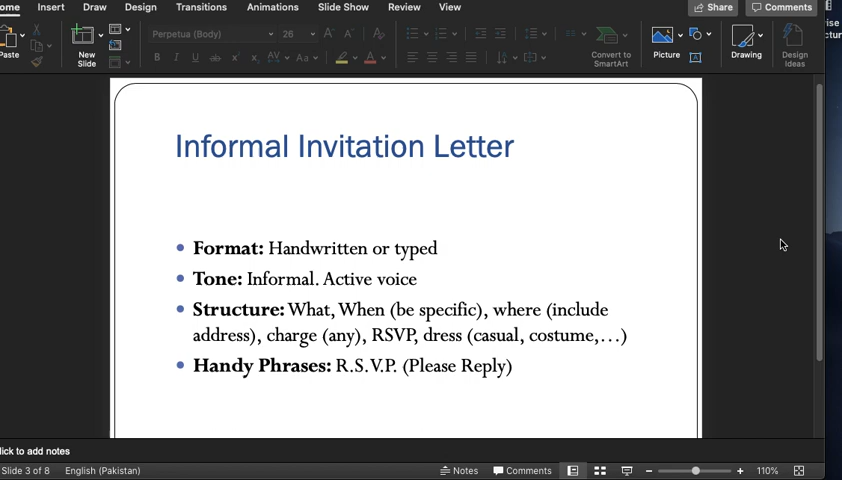 ome Insert Draw Design Transitions Animations Slide Show Review View Share Comments
Perpetua (Body) 26
Paste New Slide B I U ab x x AV Aa A Convert to SmartArt Picture Drawing Design Ideas
Informal Invitation Letter
• Format: Handwritten or typed
• Tone: Informal. Active voice
• Structure: What, When (be specific), where (include
address), charge (any), RSVP, dress (casual, costume,...)
• Handy Phrases: R.S.V.P. (Please Reply)
lick to add notes
Slide 3 of 8 English (Pakistan) Notes Comments 110%